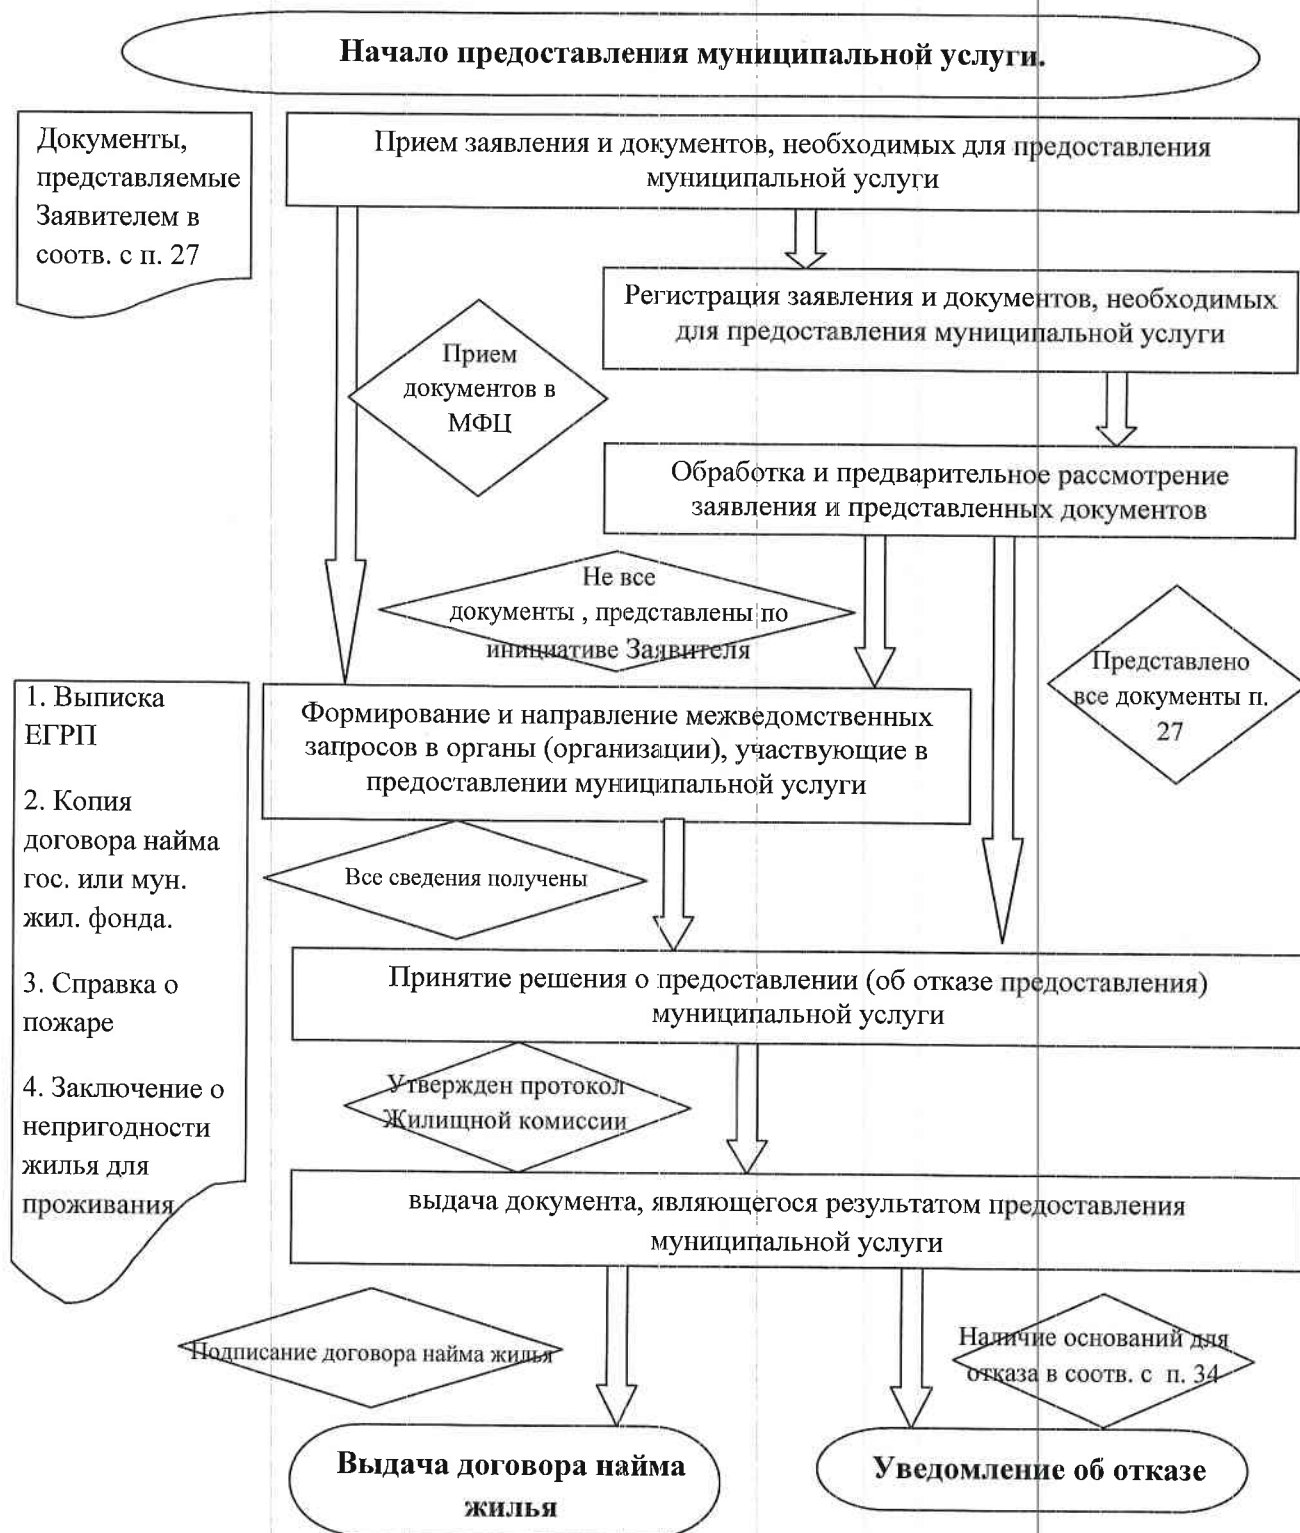 Начало предоставления муниципальной услуги.
Документы,
представляемые
Заявителем в
соотв. с п. 27
Прием заявления и документов, необходимых для предоставления
муниципальной услуги
Регистрация заявления и документов, необходимых
для предоставления муниципальной услуги
Прием
документов в
МФЦ
Обработка и предварительное рассмотрение
заявления и представленных документов
Не все
документы , представлены по
инициативе Заявителя
Представлено
все документы п.
27
1. Выписка
ЕГРП
2. Копия
договора найма
гос. или мун.
жил. фонда.
3. Справка о
пожаре
4. Заключение о
непригодности
жилья для
проживания
Формирование и направление межведомственных
запросов в органы (организации), участвующие в
предоставлении муниципальной услуги
Все сведения получены
Принятие решения о предоставлении (об отказе предоставления)
муниципальной услуги
Утвержден протокол
Жилищной комиссии
выдача документа, являющегося результатом предоставления
муниципальной услуги
Подписание договора найма жилья
Наличие оснований для
отказа в соотв. с п. 34
Выдача договора найма
жилья
Уведомление об отказе